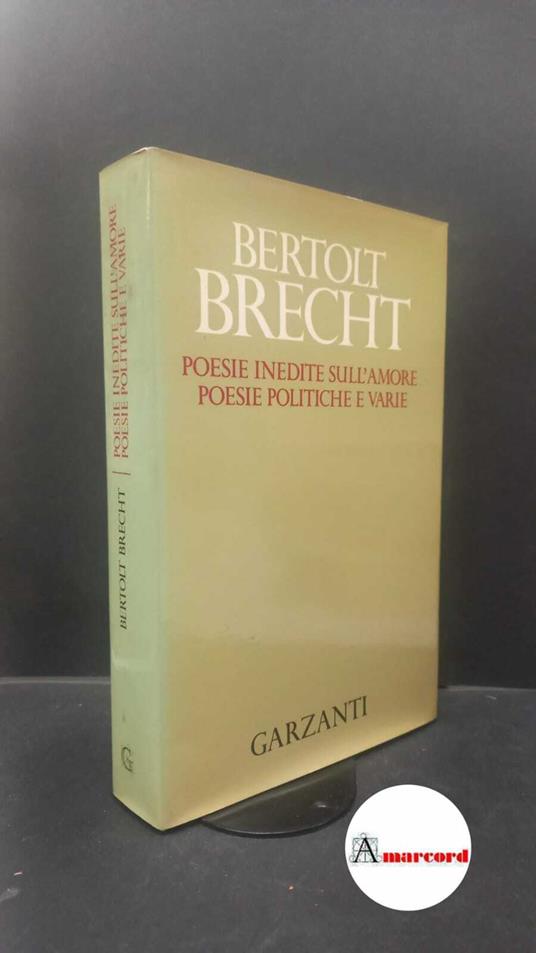 BERTOLT
BRECHT
POESIE INEDITE SULL'AMORE
POESIE POLITICHE E VARIE
GARZANTI
POESIE INEDITE SULL'AMORE
POESIE POLITICHE E VARIE
BERTOLT BRECHT
G
Amarcord